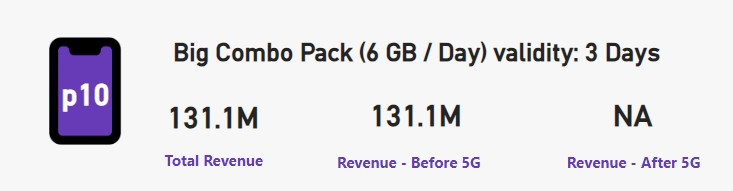 Big Combo Pack (6 GB / Day) validity: 3 Days
p10
131.1M 131.1M NA
Total Revenue Revenue - Before 5G Revenue - After 5G